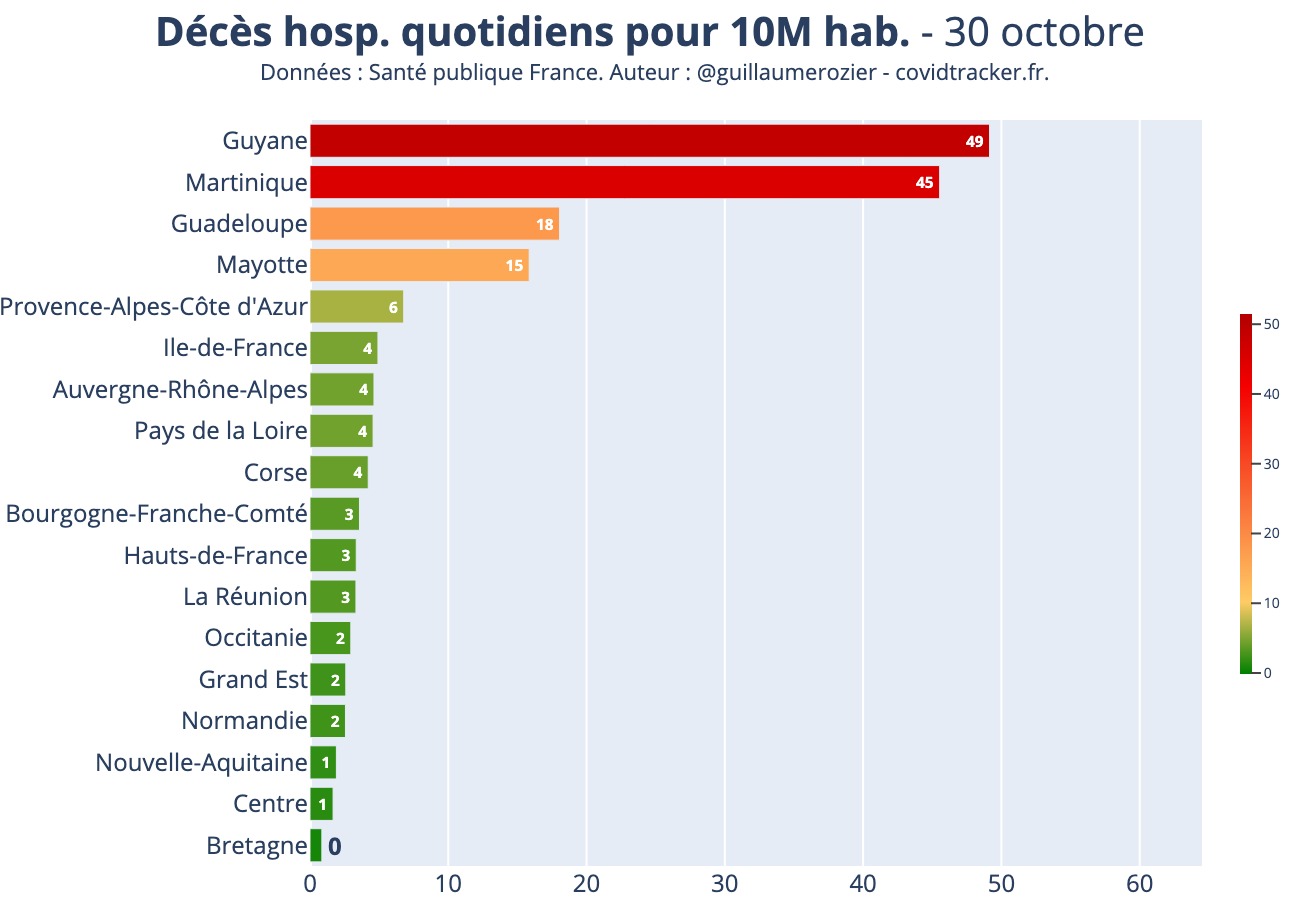 Décès hosp. quotidiens pour 10M hab. - 30 octobre
Données : Santé publique France. Auteur : @guillaumerozier - covidtracker.fr.
Guyane 49
Martinique 45
Guadeloupe 18
Mayotte 15
Provence-Alpes-Côte d'Azur 6
Ile-de-France 4
Auvergne-Rhône-Alpes 4
Pays de la Loire 4
Corse 4
Bourgogne-Franche-Comté 3
Hauts-de-France 3
La Réunion 3
Occitanie 2
Grand Est 2
Normandie 2
Nouvelle-Aquitaine 1
Centre 1
Bretagne 0
0 10 20 30 40 50 60
50
40
30
20
10
0